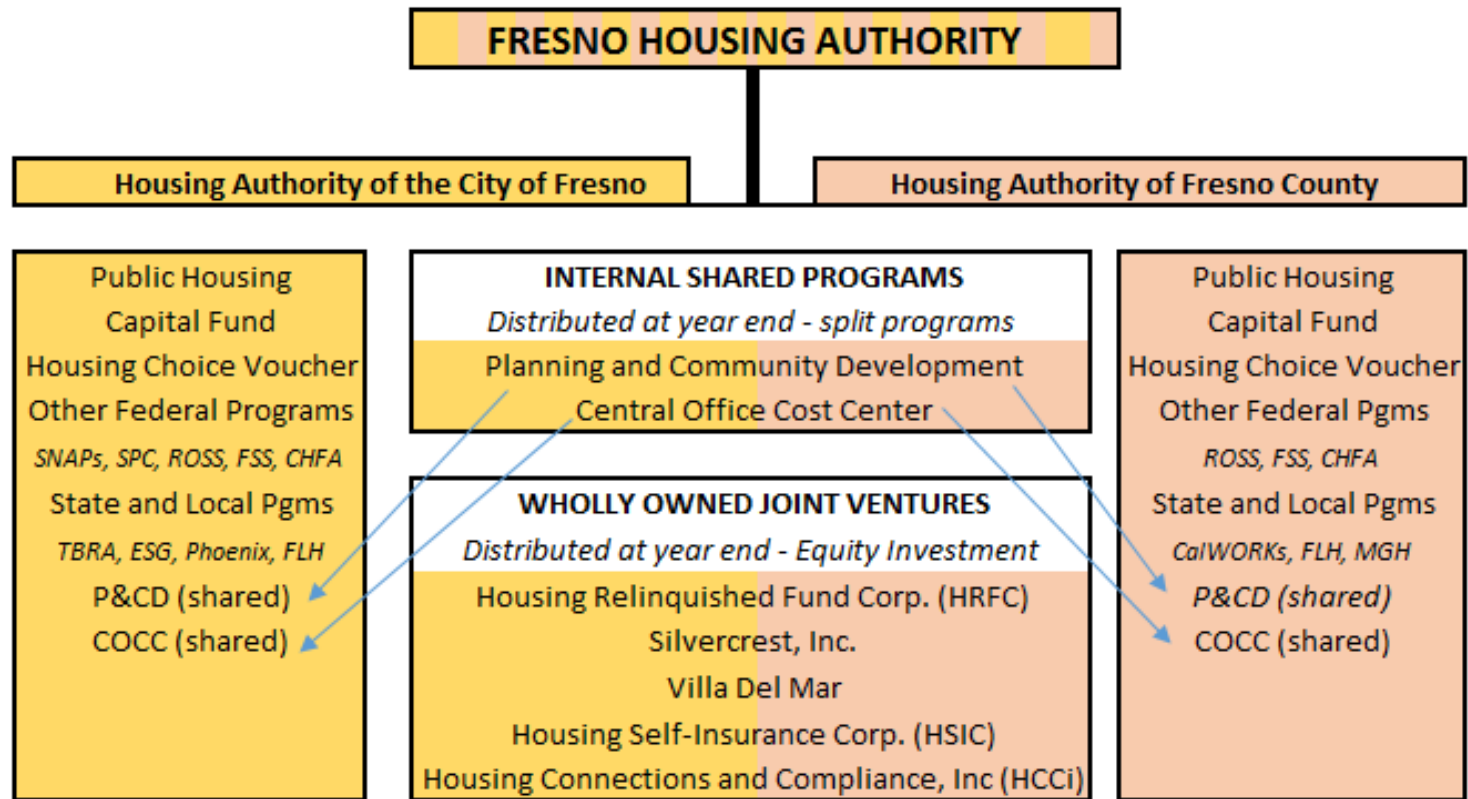 FRESNO HOUSING AUTHORITY
Housing Authority of the City of Fresno
Housing Authority of Fresno County
Public Housing
Capital Fund
Housing Choice Voucher
Other Federal Programs
SNAPs, SPC, ROSS, FSS, CHFA
State and Local Pgms
TBRA, ESG, Phoenix, FLH
P&CD (shared)
COCC (shared)
INTERNAL SHARED PROGRAMS
Distributed at year end - split programs
Planning and Community Development
Central Office Cost Center
WHOLLY OWNED JOINT VENTURES
Distributed at year end - Equity Investment
Housing Relinquished Fund Corp. (HRFC)
Silvercrest, Inc.
Villa Del Mar
Housing Self-Insurance Corp. (HSIC)
Housing Connections and Compliance, Inc (HCCi)
Public Housing
Capital Fund
Housing Choice Voucher
Other Federal Pgms
ROSS, FSS, CHFA
State and Local Pgms
CalWORKs, FLH, MGH
P&CD (shared)
COCC (shared)